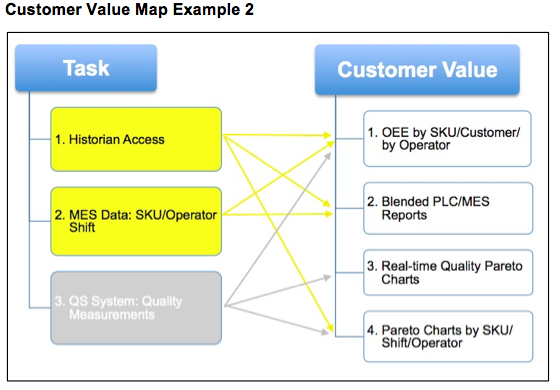 Customer Value Map Example 2
Task
Customer Value
1. Historian Access
2. MES Data: SKU/Operator
Shift
3. QS System: Quality
Measurements
1. OEE by SKU/Customer/
by Operator
2. Blended PLC/MES
Reports
3. Real-time Quality Pareto
Charts
4. Pareto Charts by SKU/
Shift/Operator